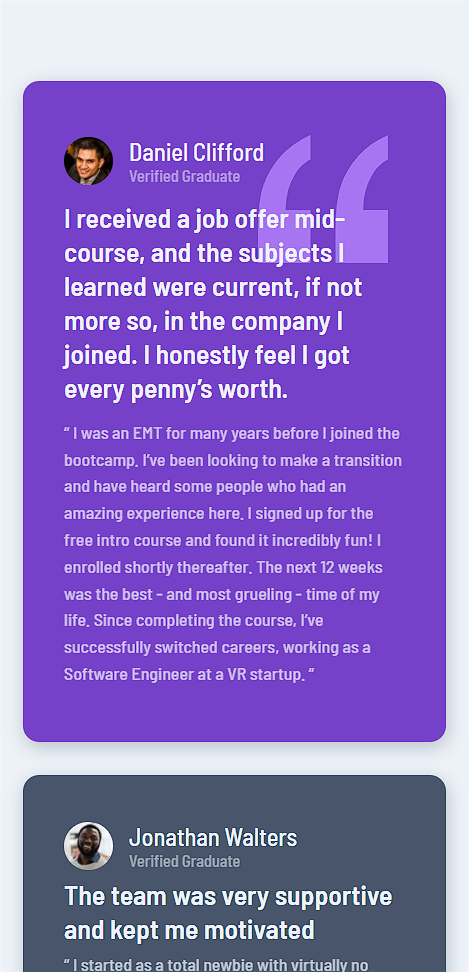 Daniel Clifford
Verified Graduate
I received a job offer mid-
course, and the subjects I
learned were current, if not
more so, in the company I
joined. I honestly feel I got
every penny’s worth.
“ I was an EMT for many years before I joined the
bootcamp. I’ve been looking to make a transition
and have heard some people who had an
amazing experience here. I signed up for the
free intro course and found it incredibly fun! I
enrolled shortly thereafter. The next 12 weeks
was the best - and most grueling - time of my
life. Since completing the course, I’ve
successfully switched careers, working as a
Software Engineer at a VR startup. ”
Jonathan Walters
Verified Graduate
The team was very supportive
and kept me motivated
“ I started as a total newbie with virtually no